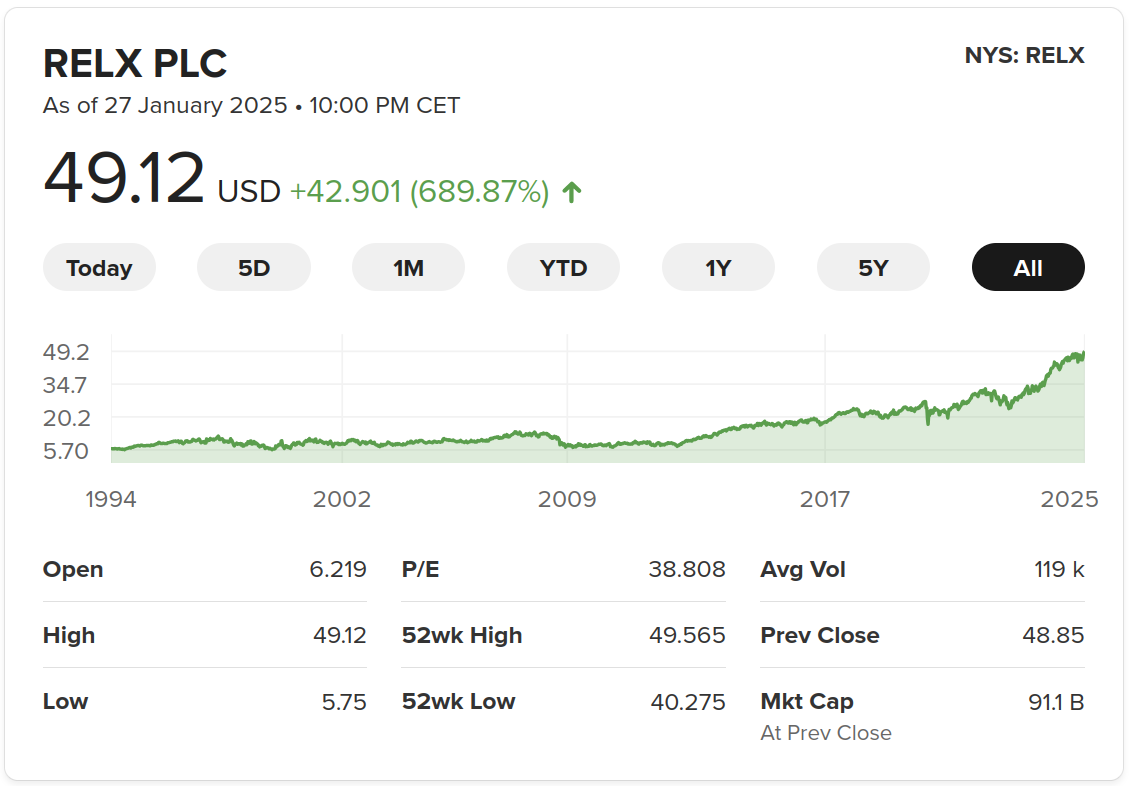 RELX PLC
NYS: RELX
As of 27 January 2025 • 10:00 PM CET
49.12 USD +42.901 (689.87%) ↑
Today 5D 1M YTD 1Y 5Y All
49.2
34.7
20.2
5.70
1994 2002 2009 2017 2025
Open 6.219 P/E 38.808 Avg Vol 119 k
High 49.12 52wk High 49.565 Prev Close 48.85
Low 5.75 52wk Low 40.275 Mkt Cap 91.1 B
At Prev Close